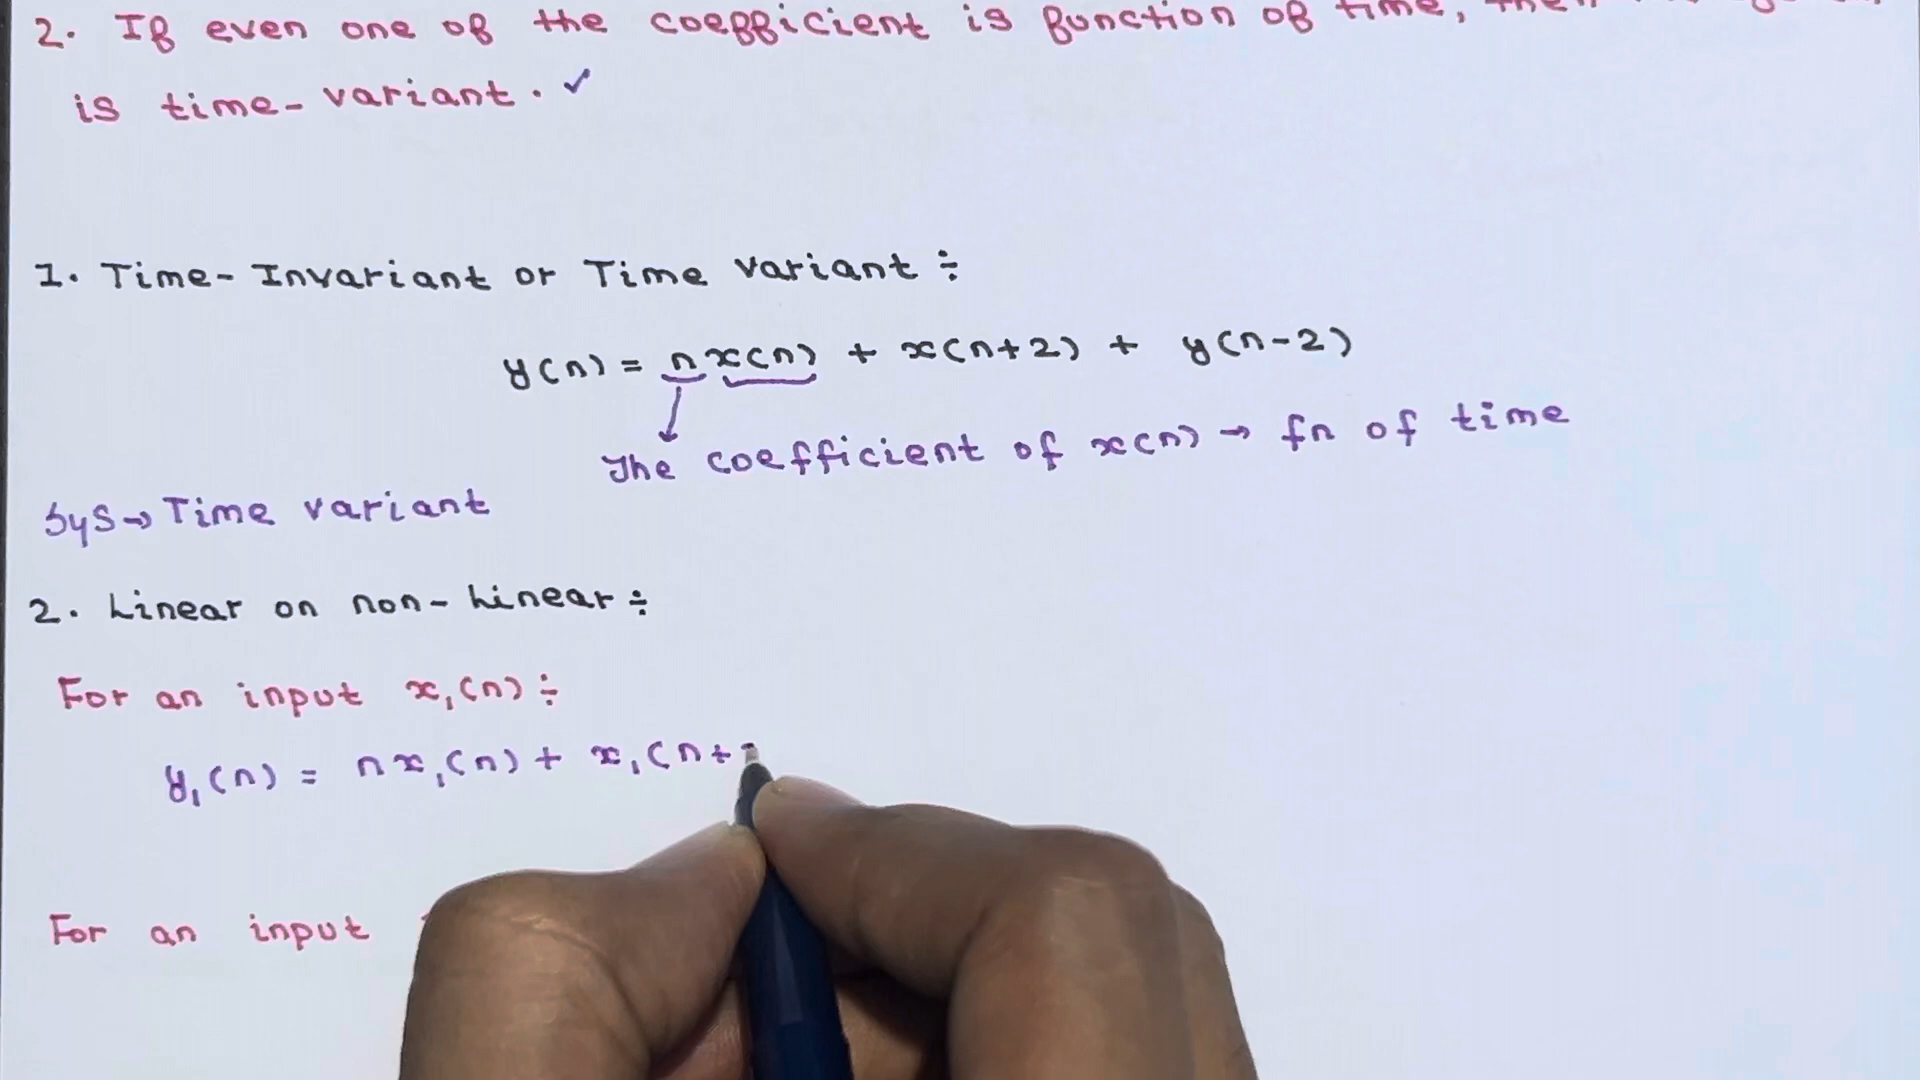 2. If even one of the coefficient is function of time, then
is time-variant. ✓
1. Time-Invariant or Time variant ÷
y(n) = n x(n) + x(n+2) + y(n-2)
The coefficient of x(n) → fn of time
Sys → Time variant
2. Linear on non-linear ÷
For an input x₁(n) ÷
y₁(n) = n x₁(n) + x₁(n+
For an input